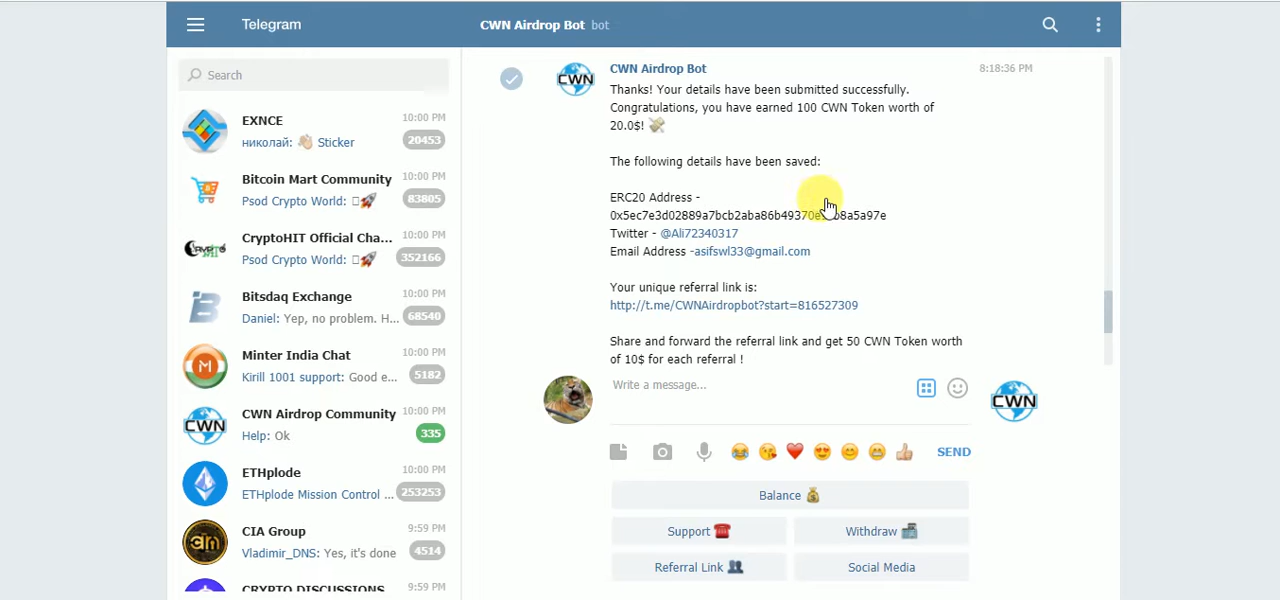 Telegram
CWN Airdrop Bot bot
Search
EXNCE 10:00 PM
николай: 👋🏻 Sticker 20453
Bitcoin Mart Community 10:00 PM
Psod Crypto World: 🚀 83805
CryptoHIT Official Cha... 10:00 PM
Psod Crypto World: 🚀 352166
Bitsdaq Exchange 10:00 PM
Daniel: Yep, no problem. H... 68540
Minter India Chat 10:00 PM
Kirill 1001 support: Good e... 5182
CWN Airdrop Community 10:00 PM
Help: Ok 335
ETHplode 10:00 PM
ETHplode Mission Control ... 253253
CIA Group 9:59 PM
Vladimir_DNS: Yes, it's done 4514
CRYPTO DISCUSSIONS 9:59 PM
CWN
CWN Airdrop Bot 8:18:36 PM
Thanks! Your details have been submitted successfully.
Congratulations, you have earned 100 CWN Token worth of
20.0$! 💸
The following details have been saved:
ERC20 Address -
Twitter - @Ali72340317
Email Address -asifswl33@gmail.com
Your unique referral link is:
http://t.me/CWNAirdropbot?start=816527309
Share and forward the referral link and get 50 CWN Token worth
of 10$ for each referral !
Write a message...
CWN
SEND
Balance 💰
Support ☎️
Withdraw 🏧
Referral Link 👥
Social Media